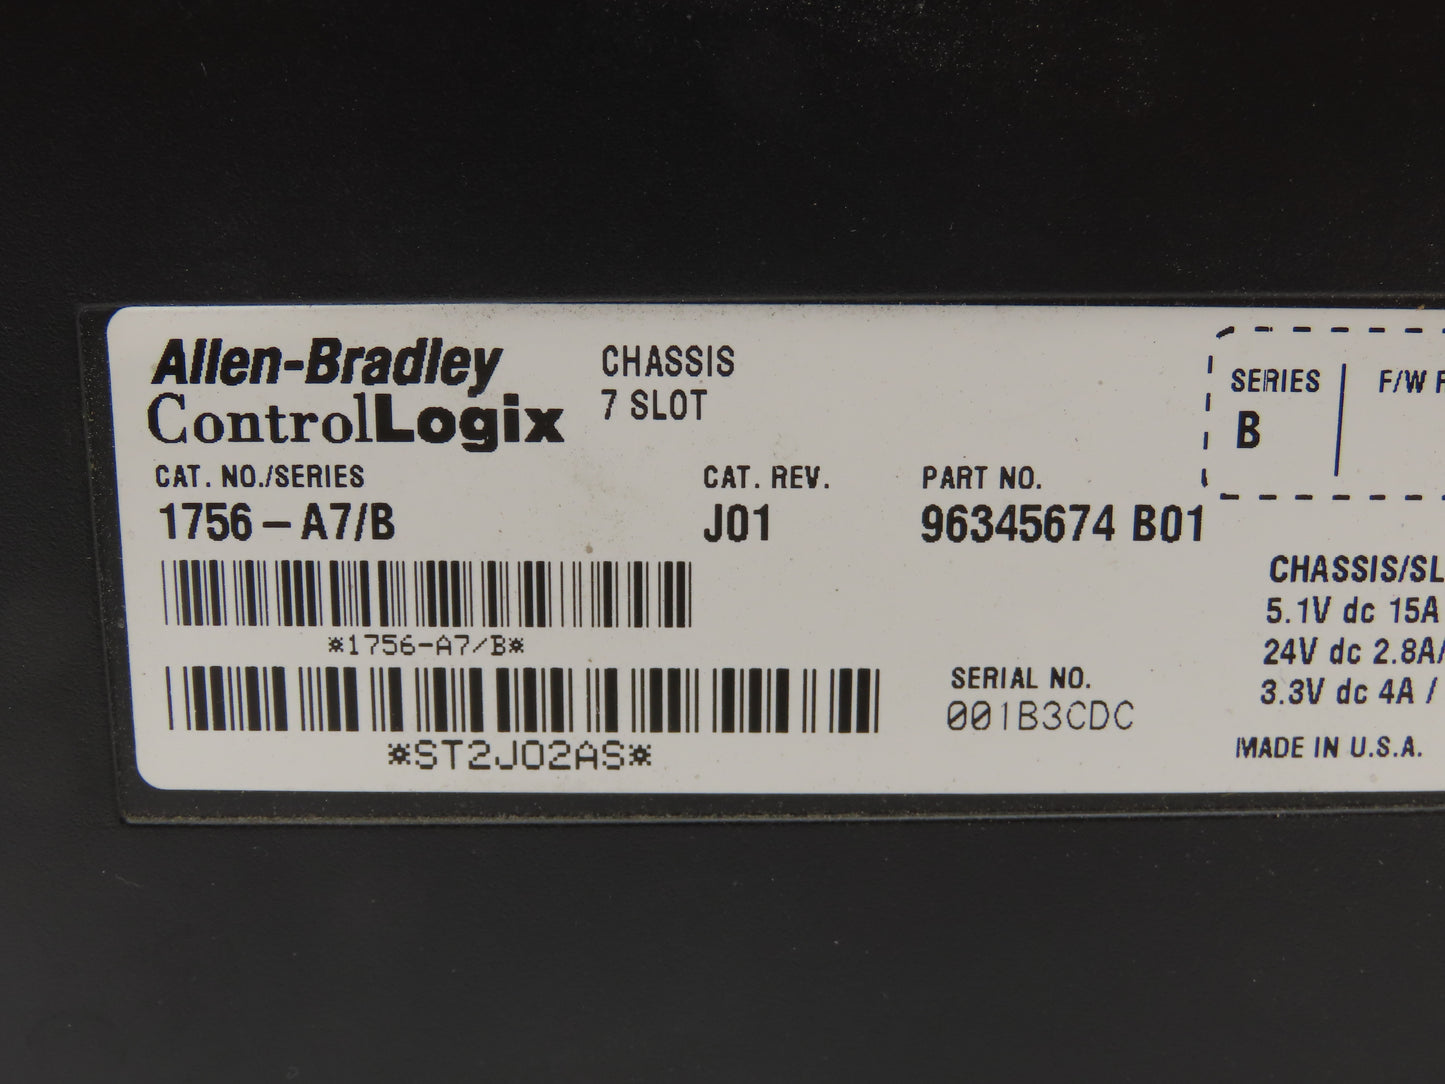 Allen-Bradley
ControlLogix
CHASSIS
7 SLOT
SERIES
B
F/W
CAT. NO./SERIES
1756 – A7/B
CAT. REV.
J01
PART NO.
96345674 B01
*1756-A7/B*
*ST2J02AS*
SERIAL NO.
001B3CDC
CHASSIS/SL
5.1V dc 15A
24V dc 2.8A/
3.3V dc 4A /
MADE IN U.S.A.